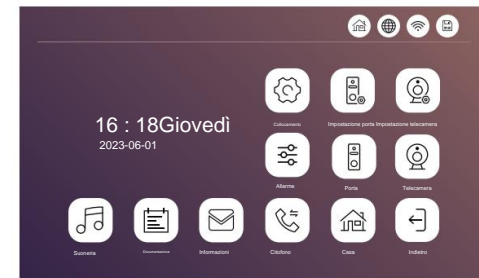 16 : 18Giovedì
2023-06-01
Collocamento Impostazione porta Impostazione telecamera
Allarme Porta Telecamera
Suoneria Documentazione Informazioni Citofono Casa Indietro